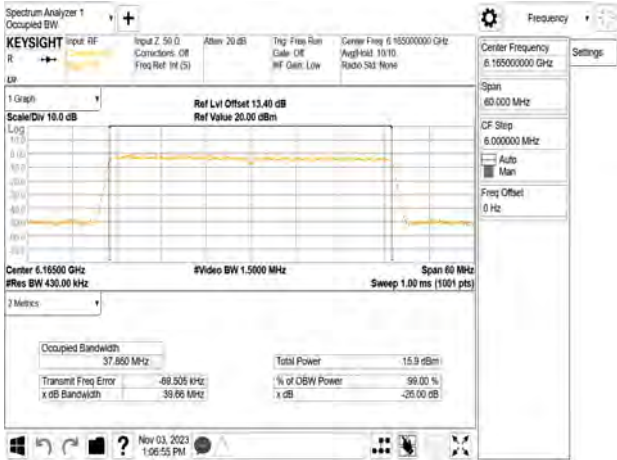 Spectrum Analyzer 1
Occupied BW
+
Frequency
KEYSIGHT Input: RF
R
Input Z: 50 Ω
Corrections: Off
Freq Ref: Int (S)
Atten: 20 dB
Trig: Free Run
Gate: Off
#IF Gain: Low
Center Freq: 6.165000000 GHz
Avg|Hold: 10/10
Radio Std: None
Center Frequency
6.165000000 GHz
Settings
Span
60.000 MHz
CF Step
6.000000 MHz
Auto
Man
Freq Offset
0 Hz
1 Graph
Scale/Div 10.0 dB
Ref Lvl Offset 13.40 dB
Ref Value 20.00 dBm
Log
10.0
0.00
Center 6.16500 GHz
#Res BW 430.00 kHz
#Video BW 1.5000 MHz
Span 60 MHz
Sweep 1.00 ms (1001 pts)
2 Metrics
Occupied Bandwidth
37.850 MHz
Total Power 15.9 dBm
Transmit Freq Error -69.505 kHz
% of OBW Power 99.00 %
x dB Bandwidth 39.66 MHz
x dB -26.00 dB
?
Nov 03, 2023
1:06:55 PM